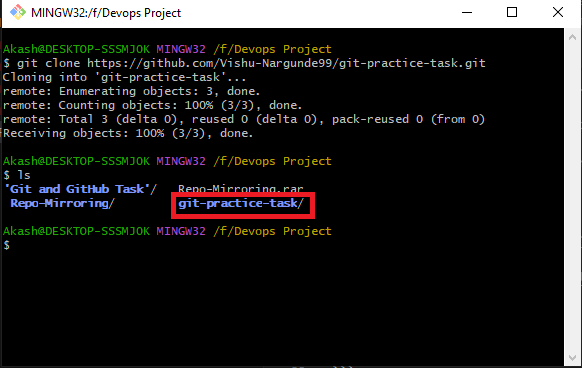 MINGW32:/f/Devops Project
Akash@DESKTOP-SSSMJOK MINGW32 /f/Devops Project
$ git clone https://github.com/Vishu-Nargunde99/git-practice-task.git
Cloning into 'git-practice-task'...
remote: Enumerating objects: 3, done.
remote: Counting objects: 100% (3/3), done.
remote: Total 3 (delta 0), reused 0 (delta 0), pack-reused 0 (from 0)
Receiving objects: 100% (3/3), done.
Akash@DESKTOP-SSSMJOK MINGW32 /f/Devops Project
$ ls
'Git and GitHub Task'/   Repo-Mirroring.rar
Repo-Mirroring/   git-practice-task/
Akash@DESKTOP-SSSMJOK MINGW32 /f/Devops Project
$